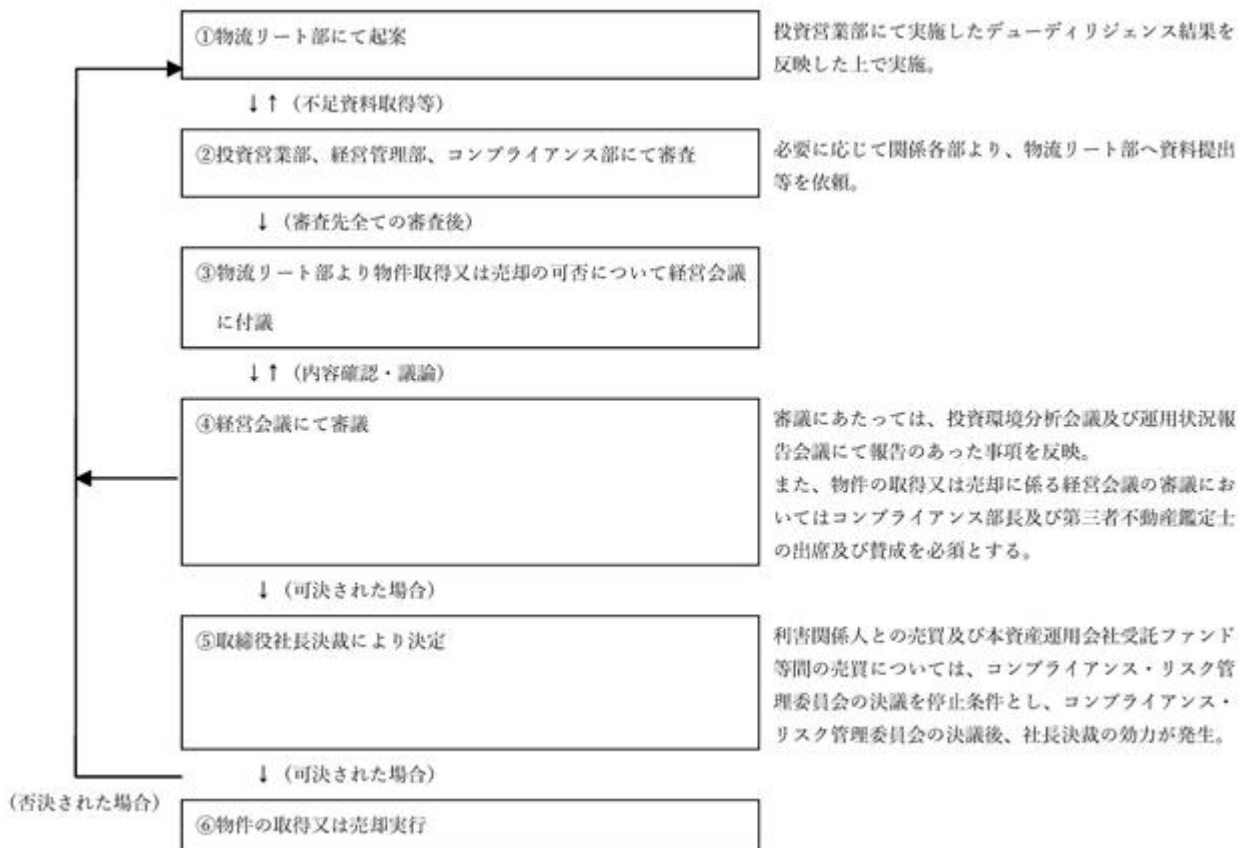 ①物流リート部にて起案
投資営業部にて実施したデューディリジェンス結果を
反映した上で実施。
↓↑（不足資料取得等）
②投資営業部、経営管理部、コンプライアンス部にて審査
必要に応じて関係各部より、物流リート部へ資料提出
等を依頼。
↓（審査先全ての審査後）
③物流リート部より物件取得又は売却の可否について経営会議
に付議
↓↑（内容確認・議論）
④経営会議にて審議
審議にあたっては、投資環境分析会議及び運用状況報
告会議にて報告のあった事項を反映。
また、物件の取得又は売却に係る経営会議の審議にお
いてはコンプライアンス部長及び第三者不動産鑑定士
の出席及び賛成を必須とする。
↓（可決された場合）
⑤取締役社長決裁により決定
利害関係人との売買及び本資産運用会社受託ファンド
等間の売買については、コンプライアンス・リスク管
理委員会の決議を停止条件とし、コンプライアンス・
リスク管理委員会の決議後、社長決裁の効力が発生。
↓（可決された場合）
（否決された場合）
⑥物件の取得又は売却実行